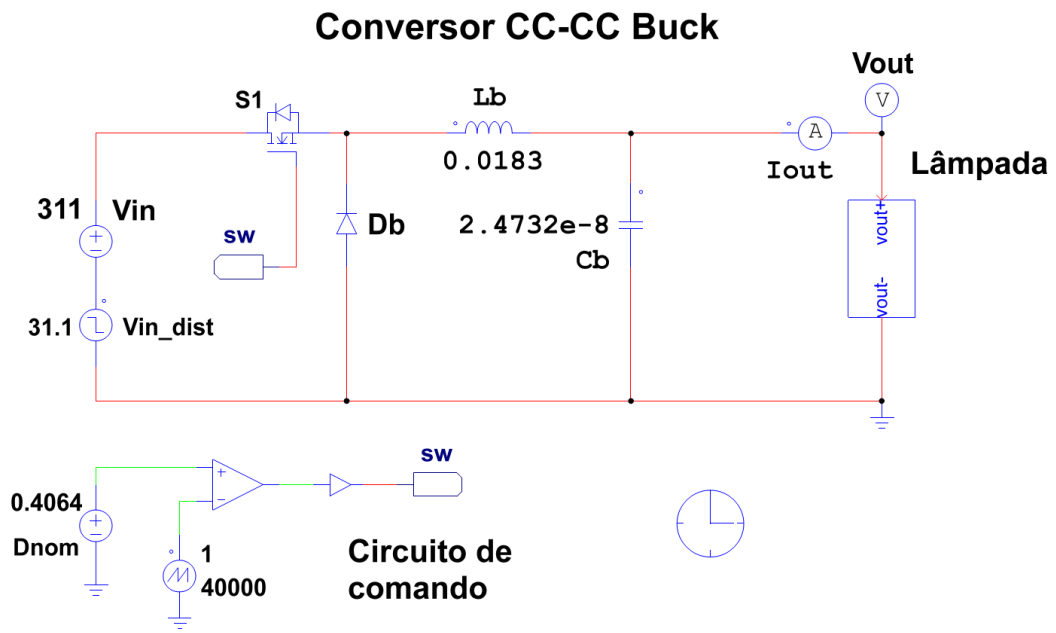 Conversor CC-CC Buck
Vout
V
S1
Lb
A
0.0183
Iout
Lâmpada
311 Vin
vout+
Db
2.4732e-8
sw
Cb
vout-
31.1 Vin_dist
sw
0.4064
Dnom
1
40000
Circuito de
comando